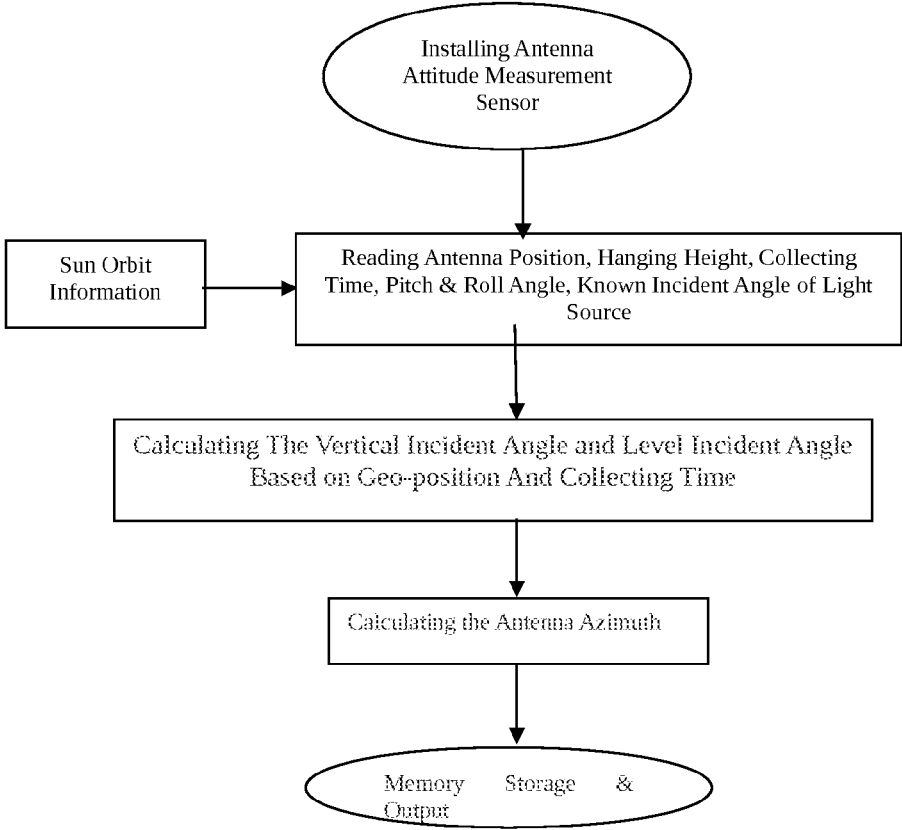 Installing Antenna
Attitude Measurement
Sensor
Sun Orbit
Information
Reading Antenna Position, Hanging Height, Collecting
Time, Pitch & Roll Angle, Known Incident Angle of Light
Source
Calculating The Vertical Incident Angle and Level Incident Angle
Based on Geo-position And Collecting Time
Calculating the Antenna Azimuth
Memory Storage &
Output